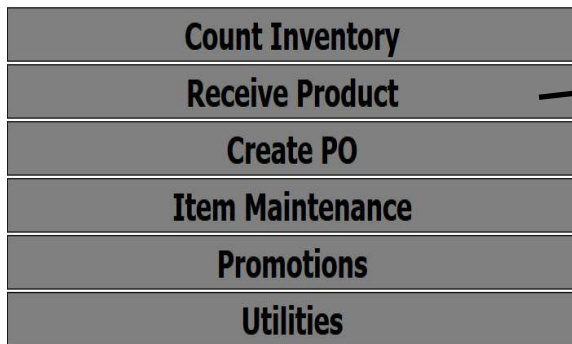 Count Inventory
Receive Product
Create PO
Item Maintenance
Promotions
Utilities